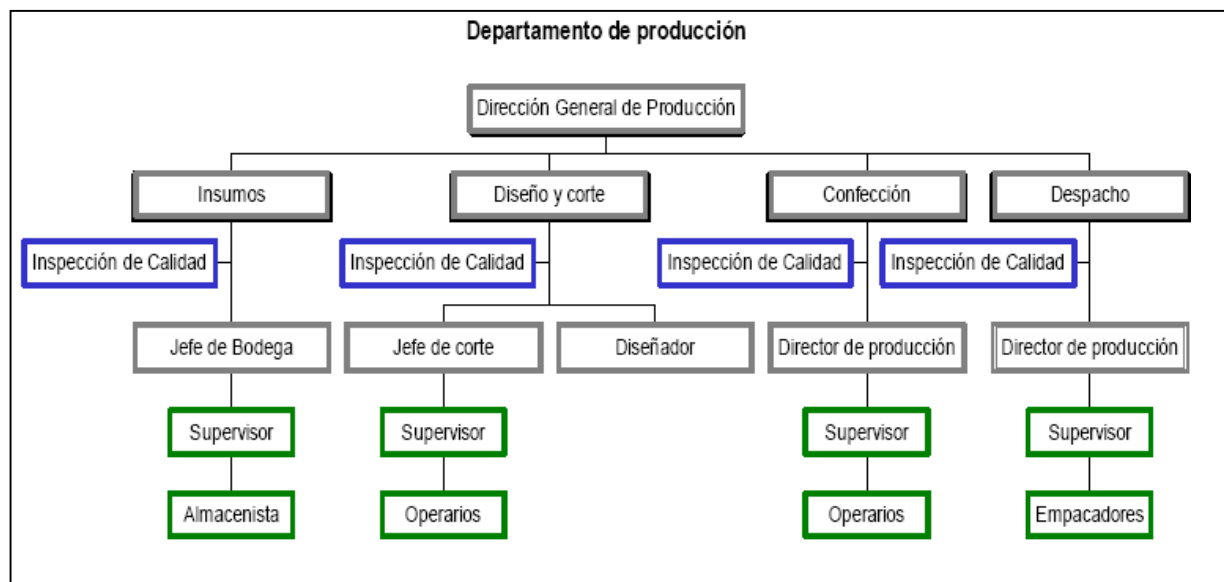 Departamento de producción
Dirección General de Producción
Insumos
Diseño y corte
Confección
Despacho
Inspección de Calidad
Inspección de Calidad
Inspección de Calidad
Inspección de Calidad
Jefe de Bodega
Jefe de corte
Diseñador
Director de producción
Director de producción
Supervisor
Supervisor
Supervisor
Supervisor
Almacenista
Operarios
Operarios
Empacadores